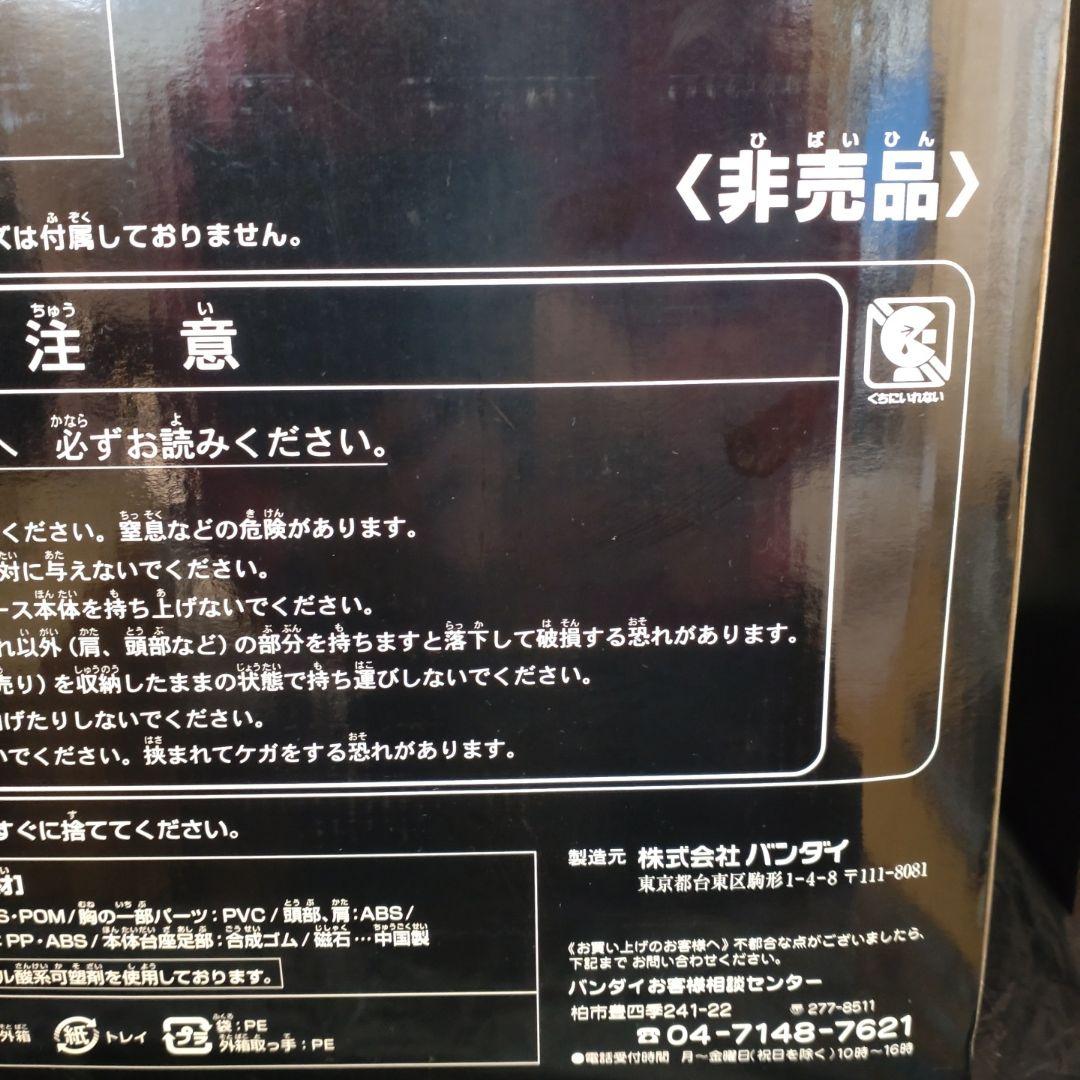 〈非売品〉
ひばいひん
ズは付属しておりません。
注意
くちにいれない
へ 必ずお読みください。
ください。窒息などの危険があります。
対に与えないでください。
ース本体を持ち上げないでください。
れ以外(肩、頭部など)の部分を持ちますと落下して破損する恐れがあります。
売り)を収納したままの状態で持ち運びしないでください。
げたりしないでください。
いでください。挟まれてケガをする恐れがあります。
すぐに捨ててください。
材]
S・POM/胸の一部パーツ:PVC/頭部、肩:ABS/
:PP・ABS/本体台座足部:合成ゴム/磁石…中国製
ル酸系可塑剤を使用しております。
外箱 紙 トレイ プラ 袋:PE
外箱取っ手:PE
製造元 株式会社 バンダイ
東京都台東区駒形1-4-8 〒111-8081
《お買い上げのお客様へ》不都合な点がございましたら、
下記まで お問い合わせください。
バンダイお客様相談センター
柏市豊四季241-22 〒277-8511
☎04-7148-7621
●電話受付時間 月〜金曜日(祝日を除く)10時〜16時